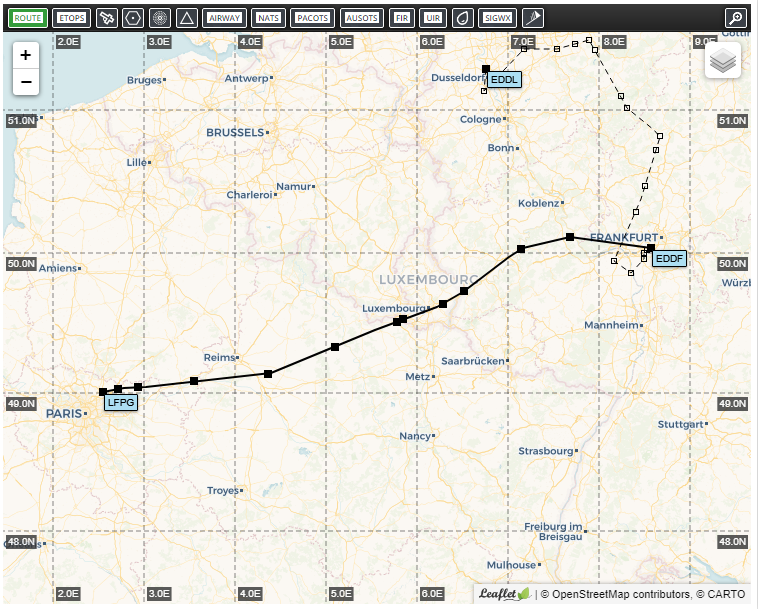 ROUTE ETOPS AIRWAY NATS PACOTS AUSOTS FIR UIR SIGWX
2.0E 3.0E 4.0E 5.0E 6.0E 7.0E 8.0E 9.0E
+
−
Dusseldorf
EDDL
Bruges
Antwerp
51.0N 51.0N
Cologne
BRUSSELS
Bonn
Lille
Namur
Charleroi
Koblenz
FRANKFURT
EDDF
50.0N 50.0N
Amiens
LUXEMBOURG
Luxembourg
Mannheim
Reims
Saarbrücken
Metz
LFPG
49.0N 49.0N
PARIS
Stuttgart
Nancy
Strasbourg
Troyes
Freiburg im
Breisgau
48.0N 48.0N
Mulhouse
2.0E 3.0E 4.0E 5.0E 6.0E
Leaflet | © OpenStreetMap contributors, © CARTO